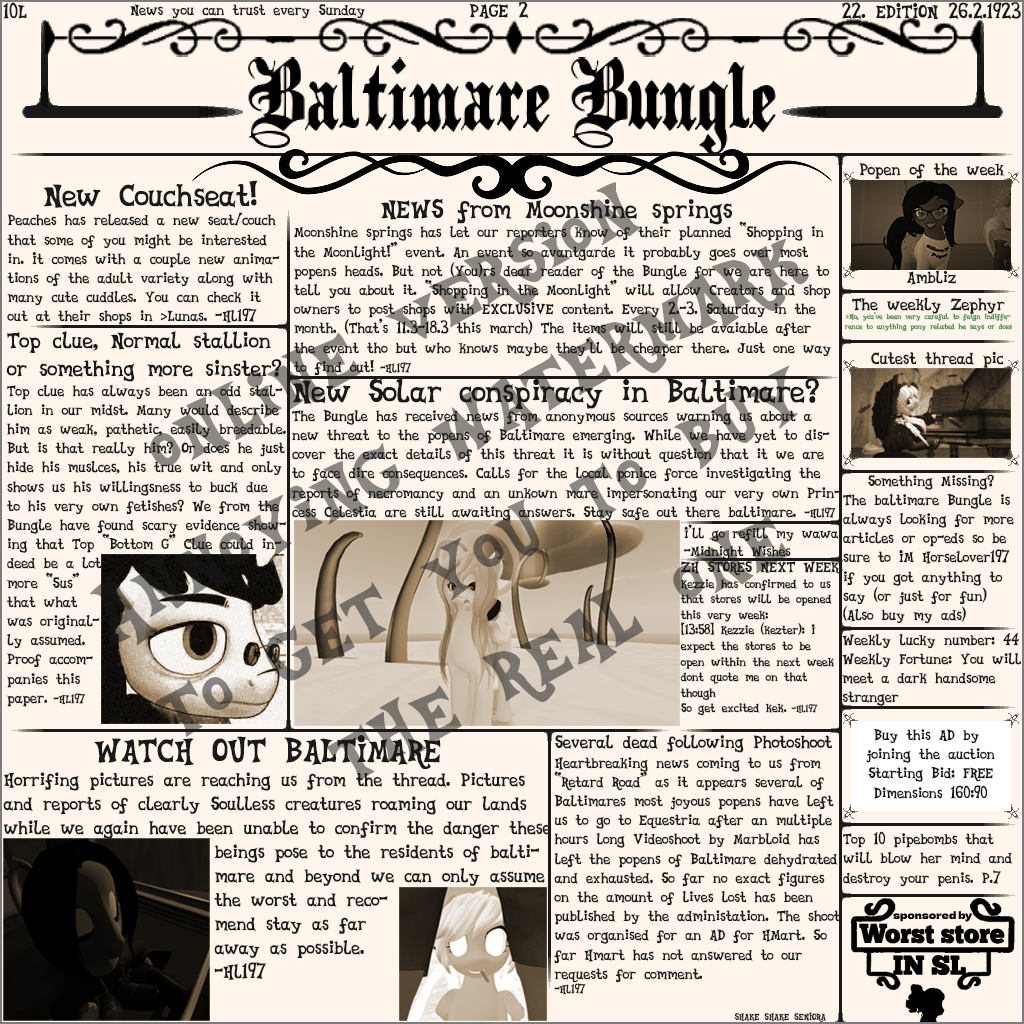 10L
News you can trust every Sunday
PAGE 2
22. EDITION 26.2.1923
Baltimare Bungle
New Couchseat!
Peaches has released a new seat/couch
that some of you might be interested
in. It comes with a couple new anima-
tions of the adult variety along with
many cute cuddles. You can check it
out at their shops in >Lunas. ~HL197
Top clue, Normal stallion
or something more sinster?
Top clue has always been an odd stal-
lion in our midst. Many would describe
him as weak, pathetic, easily breedable.
But is that really him? Or does he just
hide his muslces, his true wit and only
shows us his willingsness to buck due
to his very own fetishes? We from the
Bungle have found scary evidence show-
ing that Top "Bottom G" Clue could in-
deed be a lot
more "Sus"
that what
was original-
ly assumed.
Proof accom-
panies this
paper. ~HL197
NEWS from Moonshine springs
Moonshine springs has let our reporters know of their planned "Shopping in
the Moonlight!" event. An event so avantgarde it probably goes over most
popens heads. But not (You)rs dear reader of the Bungle for we are here to
tell you about it. "Shopping in the Moonlight" will allow Creators and shop
owners to post shops with EXCLUSIVE content. Every 2.-3. Saturday in the
month. (That's 11.3-18.3 this march) The items will still be avaiable after
the event tho but who knows maybe they'll be cheaper there. Just one way
to find out! ~HL197
New Solar conspiracy in Baltimare?
The Bungle has received news from anonymous sources warning us about a
new threat to the popens of Baltimare emerging. While we have yet to dis-
cover the exact details of this threat it is without question that it we are
to face dire consequences. Calls for the local ponice force investigating the
reports of necromancy and an unkown mare impersonating our very own Prin-
cess Celestia are still awaiting answers. Stay safe out there baltimare. ~HL197
I'll go refill my wawa
~Midnight Wishes
ZH STORES NEXT WEEK
Kezzie has confirmed to us
that stores will be opened
this very week:
[13:58] Kezzie (Kezter): I
expect the stores to be
open within the next week
dont quote me on that
though
So get excited kek. ~HL197
WATCH OUT BALTIMARE
Horrifing pictures are reaching us from the thread. Pictures
and reports of clearly Soulless creatures roaming our lands
while we again have been unable to confirm the danger these
beings pose to the residents of balti-
mare and beyond we can only assume
the worst and reco-
mend stay as far
away as possible.
~HL197
Several dead following Photoshoot
Heartbreaking news coming to us from
"Retard Road" as it appears several of
Baltimares most joyous popens have left
us to go to Equestria after an multiple
hours long Videoshoot by Marbloid has
left the popens of Baltimare dehydrated
and exhausted. So far no exact figures
on the amount of lives lost has been
published by the administation. The shoot
was organised for an AD for HMart. So
far Hmart has not answered to our
requests for comment.
~HL197
SHAKE SHAKE SENIORA
Popen of the week
Ambliz
The weekly Zephyr
>No, you've been very careful to feign indiffer-
rence to anything pony related he says or does
Cutest thread pic
Something Missing?
The baltimare Bungle is
always looking for more
articles or op-eds so be
sure to IM Horselover197
if you got anything to
say (or just for fun)
(Also buy my ads)
Weekly lucky number: 44
Weekly Fortune: You will
meet a dark handsome
stranger
Buy this AD by
joining the auction
Starting Bid: FREE
Dimensions 160:90
Top 10 pipebombs that
will blow her mind and
destroy your penis. P.7
sponsored by
Worst store
IN SL
ONLINE VERSION
ANNOYING WATERMARK
TO GET YOU TO BUY
THE REAL ONE